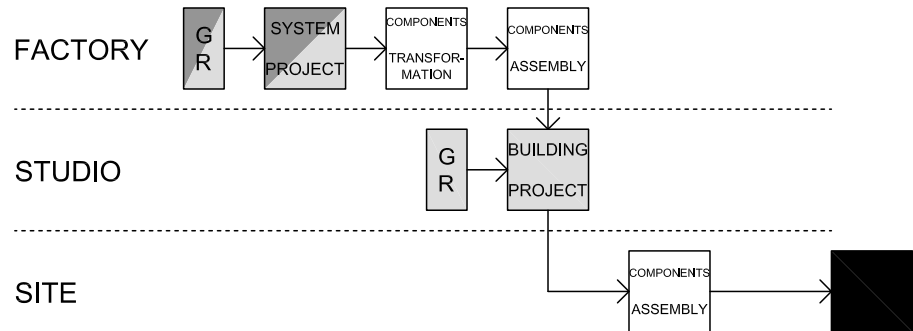 FACTORY
G
R
SYSTEM
PROJECT
COMPONENTS
TRANSFOR-
MATION
COMPONENTS
ASSEMBLY
STUDIO
G
R
BUILDING
PROJECT
SITE
COMPONENTS
ASSEMBLY